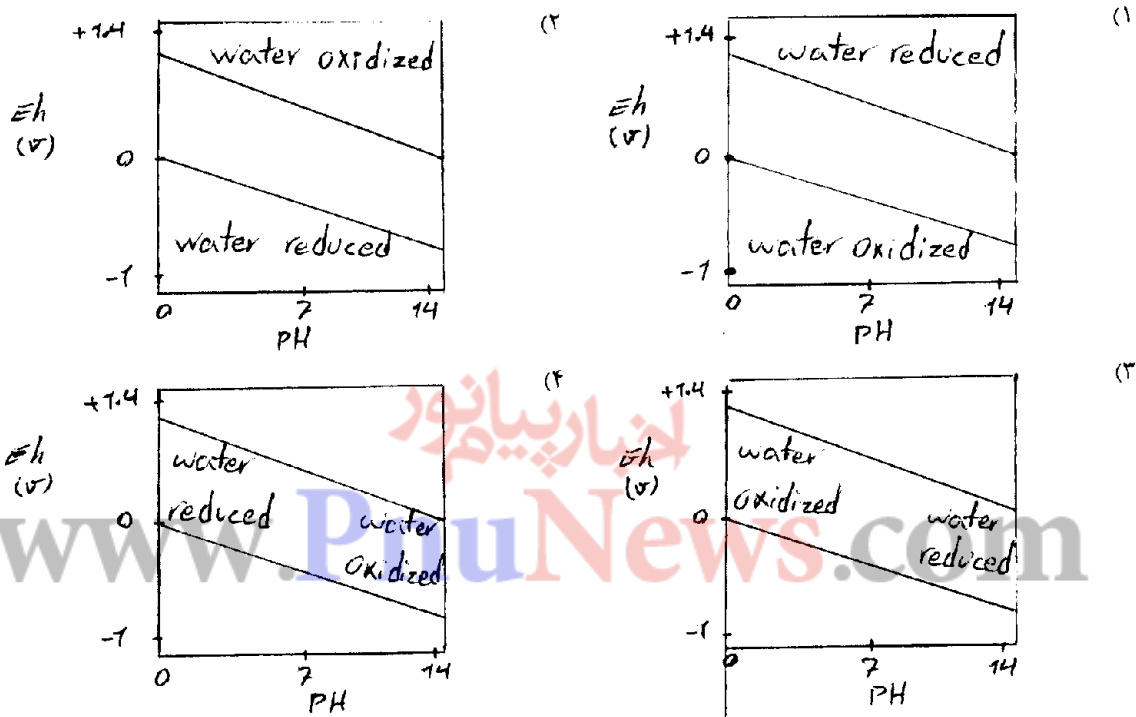 (۱
+1.4
water reduced
Eh
(v)
0
water oxidized
-1
0 7 14
PH
(۲
+1.4
water oxidized
Eh
(v)
0
water reduced
-1
0 7 14
PH
(۳
+1.4
Eh
(v)
water
oxidized
0
water
reduced
-1
0 7 14
PH
(۴
+1.4
Eh
(v)
water
reduced
0
water
oxidized
-1
0 7 14
PH
اخبار پیام نور
www.PnuNews.com